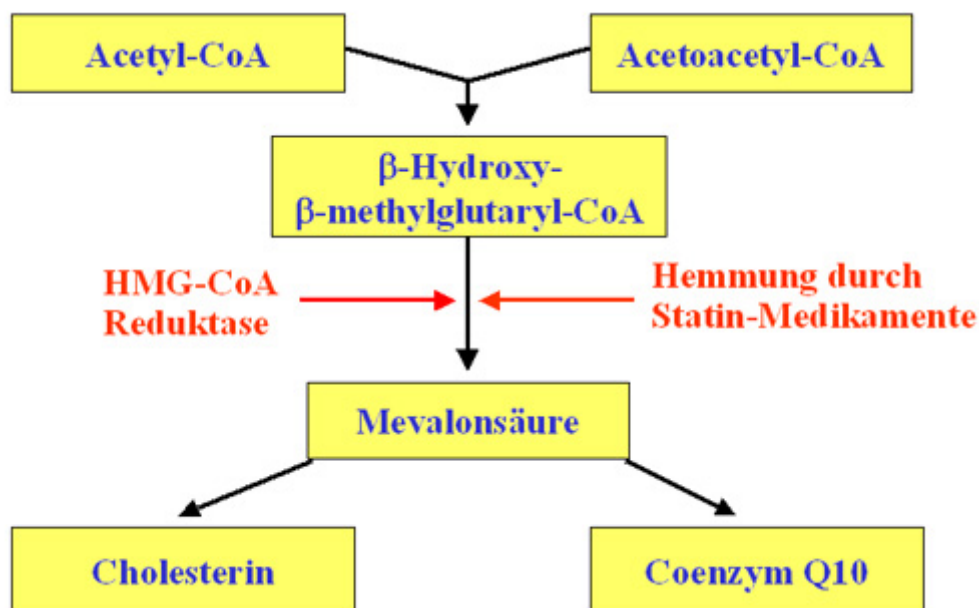 Acetyl-CoA
Acetoacetyl-CoA
β-Hydroxy-
β-methylglutaryl-CoA
HMG-CoA
Reduktase
Hemmung durch
Statin-Medikamente
Mevalonsäure
Cholesterin
Coenzym Q10